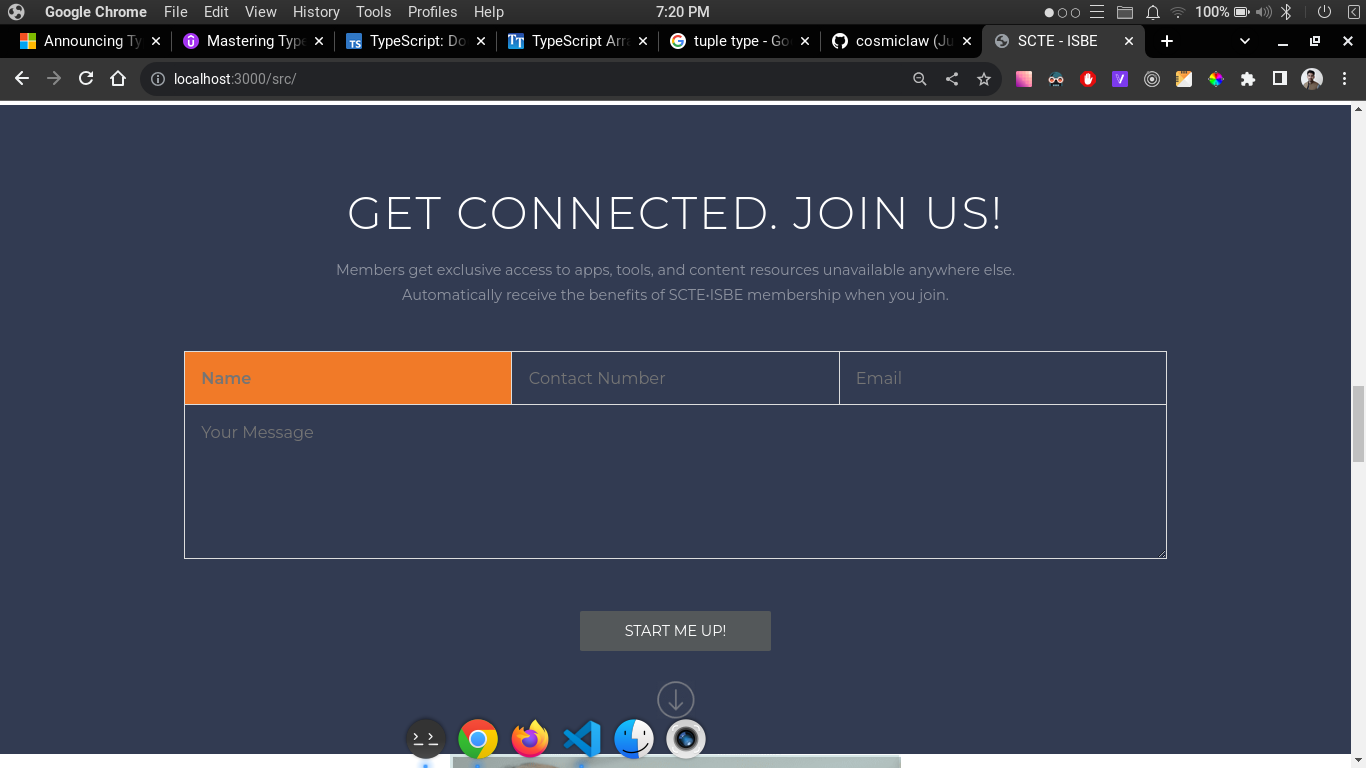 Google Chrome File Edit View History Tools Profiles Help 7:20 PM 100%
Announcing Ty Mastering Type TypeScript: Do TypeScript Arra tuple type - Go cosmiclaw (Ju SCTE - ISBE
localhost:3000/src/
GET CONNECTED. JOIN US!
Members get exclusive access to apps, tools, and content resources unavailable anywhere else.
Automatically receive the benefits of SCTE•ISBE membership when you join.
Name Contact Number Email
Your Message
START ME UP!